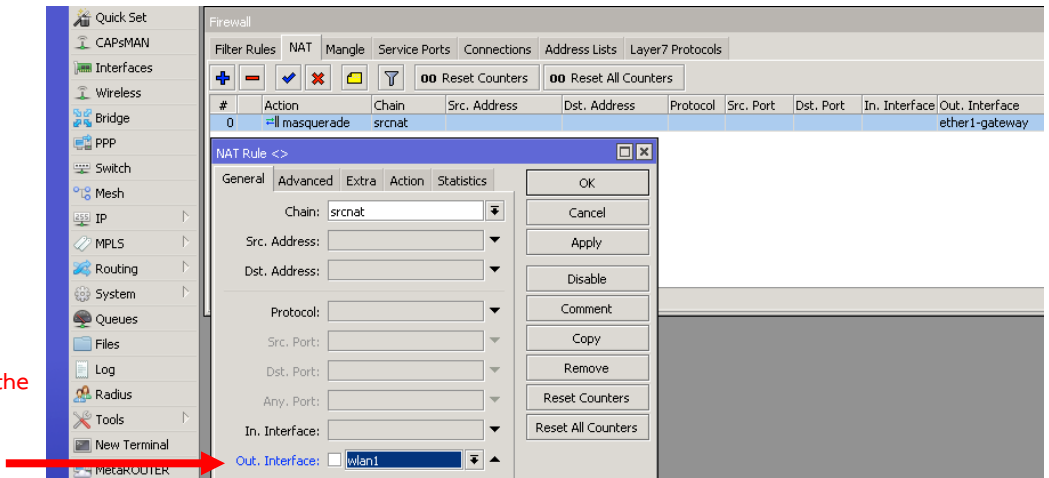 Quick Set
CAPsMAN
Interfaces
Wireless
Bridge
PPP
Switch
Mesh
IP
MPLS
Routing
System
Queues
Files
Log
Radius
Tools
New Terminal
MetaROUTER
the
Firewall
Filter Rules NAT Mangle Service Ports Connections Address Lists Layer7 Protocols
00 Reset Counters 00 Reset All Counters
# Action Chain Src. Address Dst. Address Protocol Src. Port Dst. Port In. Interface Out. Interface
0 masquerade srcnat ether1-gateway
NAT Rule <>
General Advanced Extra Action Statistics
Chain: srcnat
Src. Address:
Dst. Address:
Protocol:
Src. Port:
Dst. Port:
Any. Port:
In. Interface:
Out. Interface: wlan1
OK
Cancel
Apply
Disable
Comment
Copy
Remove
Reset Counters
Reset All Counters